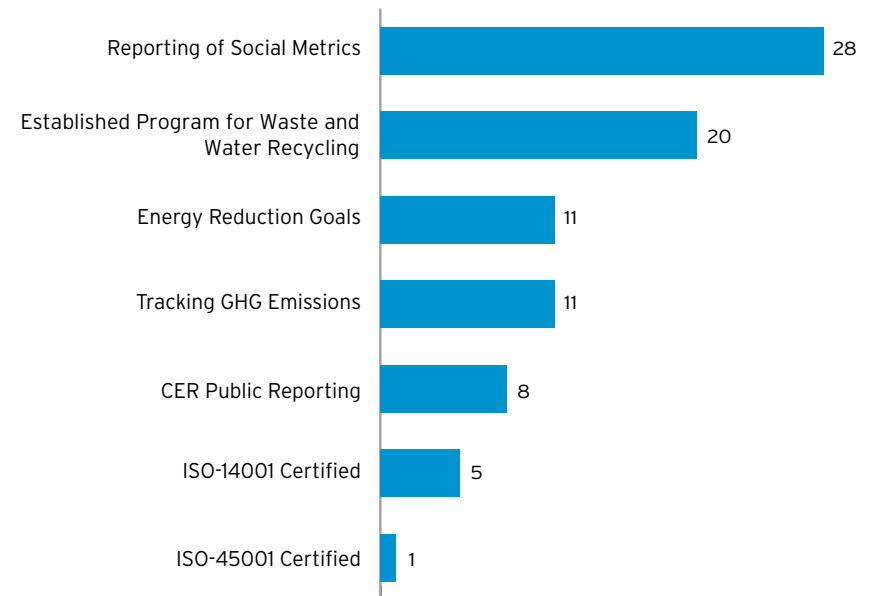 Reporting of Social Metrics
28
Established Program for Waste and
Water Recycling
20
Energy Reduction Goals
11
Tracking GHG Emissions
11
CER Public Reporting
8
ISO-14001 Certified
5
ISO-45001 Certified
1